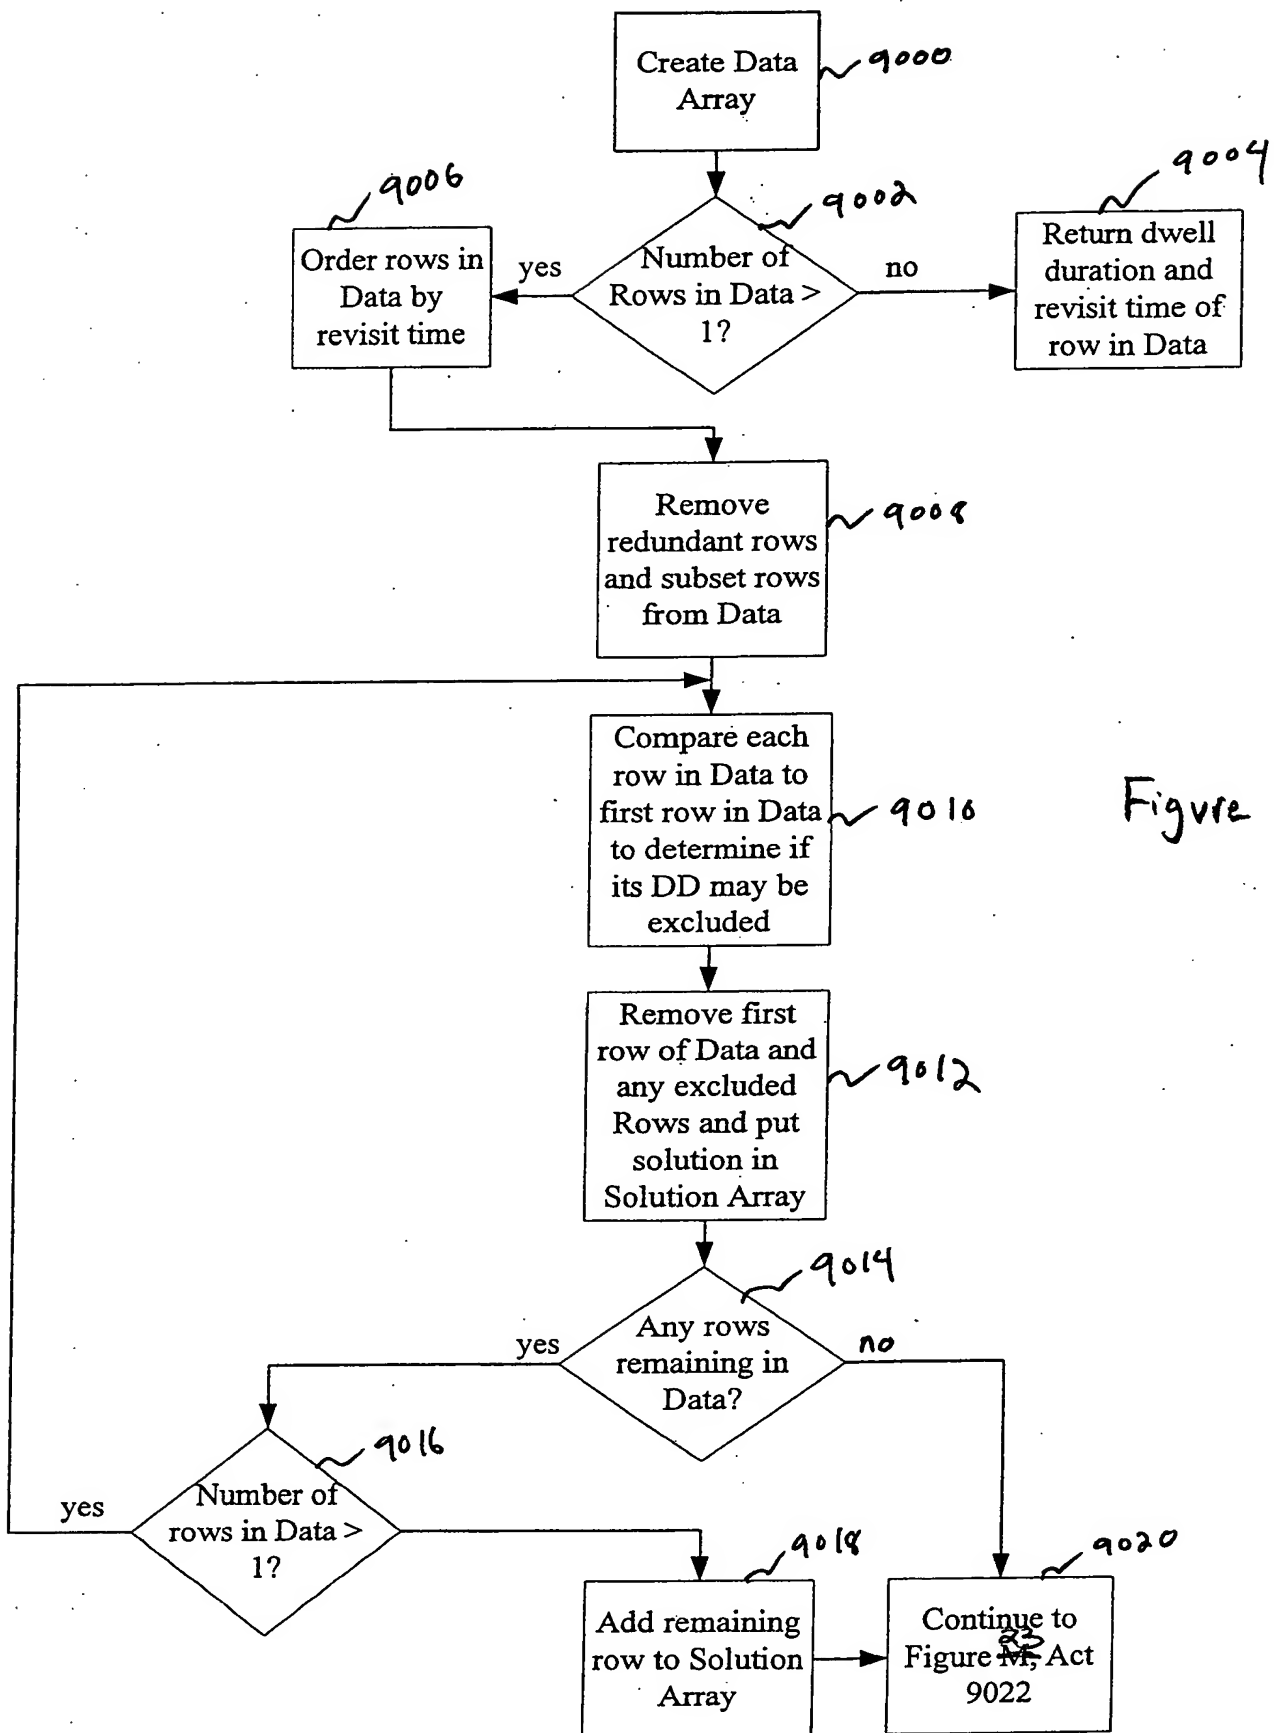 Create Data
Array
9000
9006
9002
9004
Order rows in
Data by
revisit time
yes
Number of
Rows in Data >
1?
no
Return dwell
duration and
revisit time of
row in Data
Remove
redundant rows
and subset rows
from Data
9008
Compare each
row in Data to
first row in Data
to determine if
its DD may be
excluded
9010
Figure
Remove first
row of Data and
any excluded
Rows and put
solution in
Solution Array
9012
9014
yes
Any rows
remaining in
Data?
no
9016
yes
Number of
rows in Data >
1?
9018
9020
Add remaining
row to Solution
Array
Continue to
23
Figure M, Act
9022